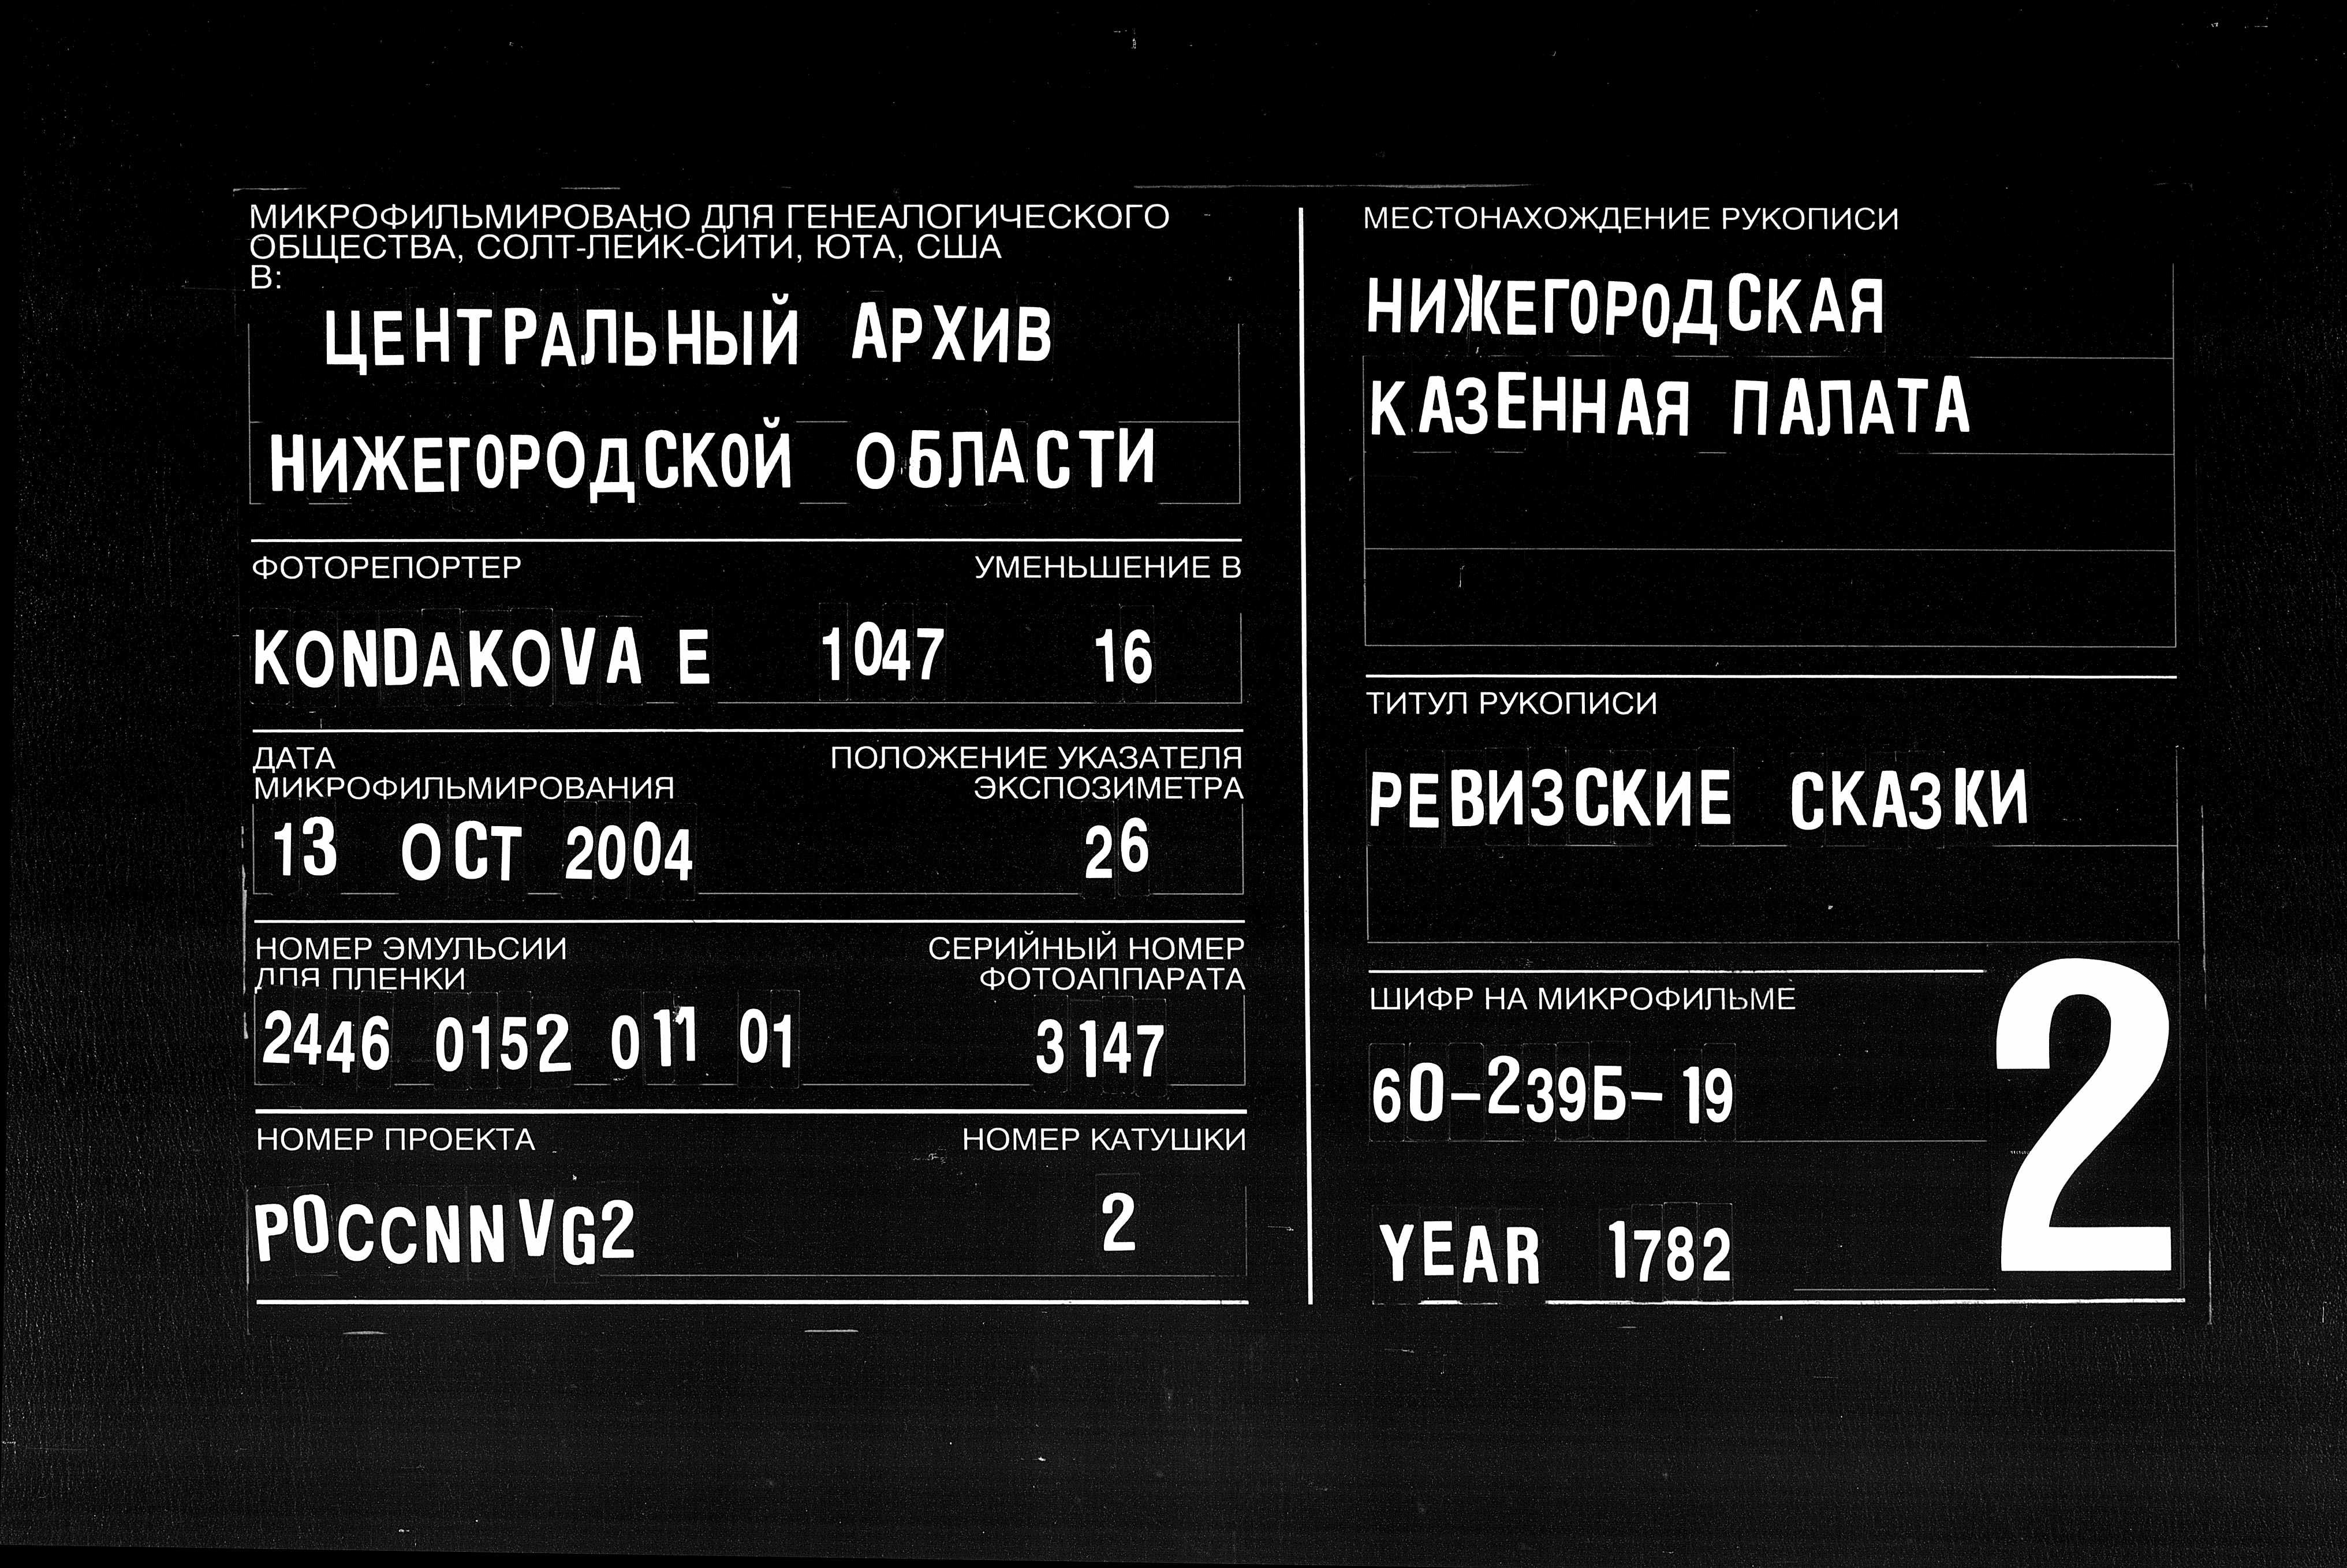 МИКРОФИЛЬМИРОВАНО ДЛЯ ГЕНЕАЛОГИЧЕСКОГО
ОБЩЕСТВА, СОЛТ-ЛЕЙК-СИТИ, ЮТА, США
В:
ЦЕНТРАЛЬНЫЙ АРХИВ
НИЖЕГОРОДСКОЙ ОБЛАСТИ
ФОТОРЕПОРТЕР УМЕНЬШЕНИЕ В
KONDAKOVA E 1047 16
ДАТА ПОЛОЖЕНИЕ УКАЗАТЕЛЯ
МИКРОФИЛЬМИРОВАНИЯ ЭКСПОЗИМЕТРА
13 OCT 2004 26
НОМЕР ЭМУЛЬСИИ СЕРИЙНЫЙ НОМЕР
ДЛЯ ПЛЕНКИ ФОТОАППАРАТА
2446 0152 011 01 3147
НОМЕР ПРОЕКТА НОМЕР КАТУШКИ
POCCNNVG2 2
МЕСТОНАХОЖДЕНИЕ РУКОПИСИ
НИЖЕГОРОДСКАЯ
КАЗЕННАЯ ПАЛАТА
ТИТУЛ РУКОПИСИ
РЕВИЗСКИЕ СКАЗКИ
ШИФР НА МИКРОФИЛЬМЕ
60-239Б-19
YEAR 1782
2